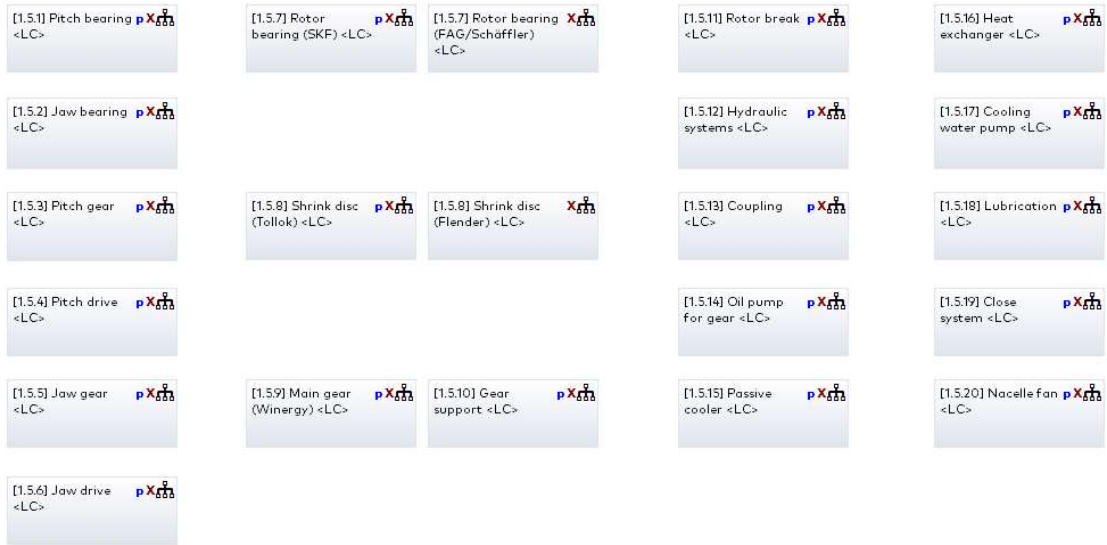 [1.5.1] Pitch bearing p X
<LC>
[1.5.7] Rotor p X
bearing (SKF) <LC>
[1.5.7] Rotor bearing X
(FAG/Schäffler)
<LC>
[1.5.11] Rotor break p X
<LC>
[1.5.16] Heat p X
exchanger <LC>
[1.5.2] Jaw bearing p X
<LC>
[1.5.12] Hydraulic p X
systems <LC>
[1.5.17] Cooling p X
water pump <LC>
[1.5.3] Pitch gear p X
<LC>
[1.5.8] Shrink disc p X
(Tollok) <LC>
[1.5.8] Shrink disc X
(Flender) <LC>
[1.5.13] Coupling p X
<LC>
[1.5.18] Lubrication p X
<LC>
[1.5.4] Pitch drive p X
<LC>
[1.5.14] Oil pump p X
for gear <LC>
[1.5.19] Close p X
system <LC>
[1.5.5] Jaw gear p X
<LC>
[1.5.9] Main gear p X
(Winergy) <LC>
[1.5.10] Gear p X
support <LC>
[1.5.15] Passive p X
cooler <LC>
[1.5.20] Nacelle fan p X
<LC>
[1.5.6] Jaw drive p X
<LC>